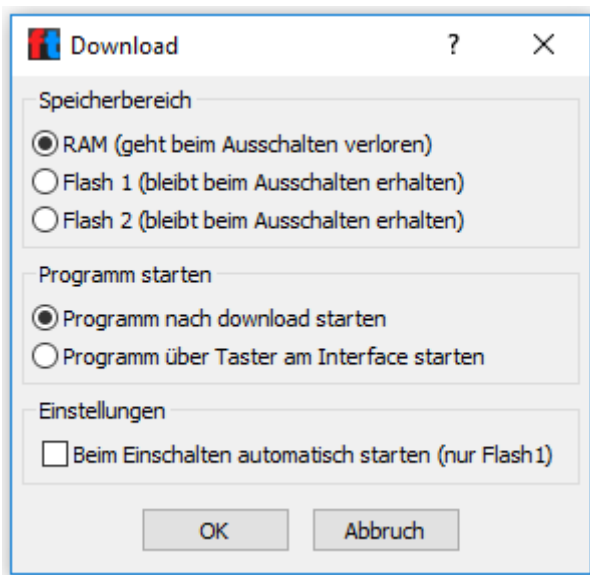 ft Download ?
Speicherbereich
RAM (geht beim Ausschalten verloren)
Flash 1 (bleibt beim Ausschalten erhalten)
Flash 2 (bleibt beim Ausschalten erhalten)
Programm starten
Programm nach download starten
Programm über Taster am Interface starten
Einstellungen
Beim Einschalten automatisch starten (nur Flash1)
OK Abbruch